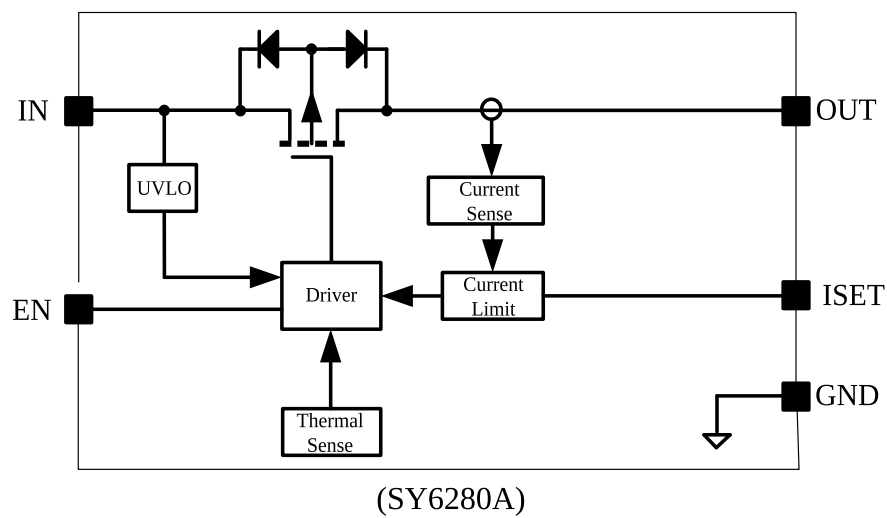 IN
OUT
UVLO
Current
Sense
EN
Driver
Current
Limit
ISET
GND
Thermal
Sense
(SY6280A)